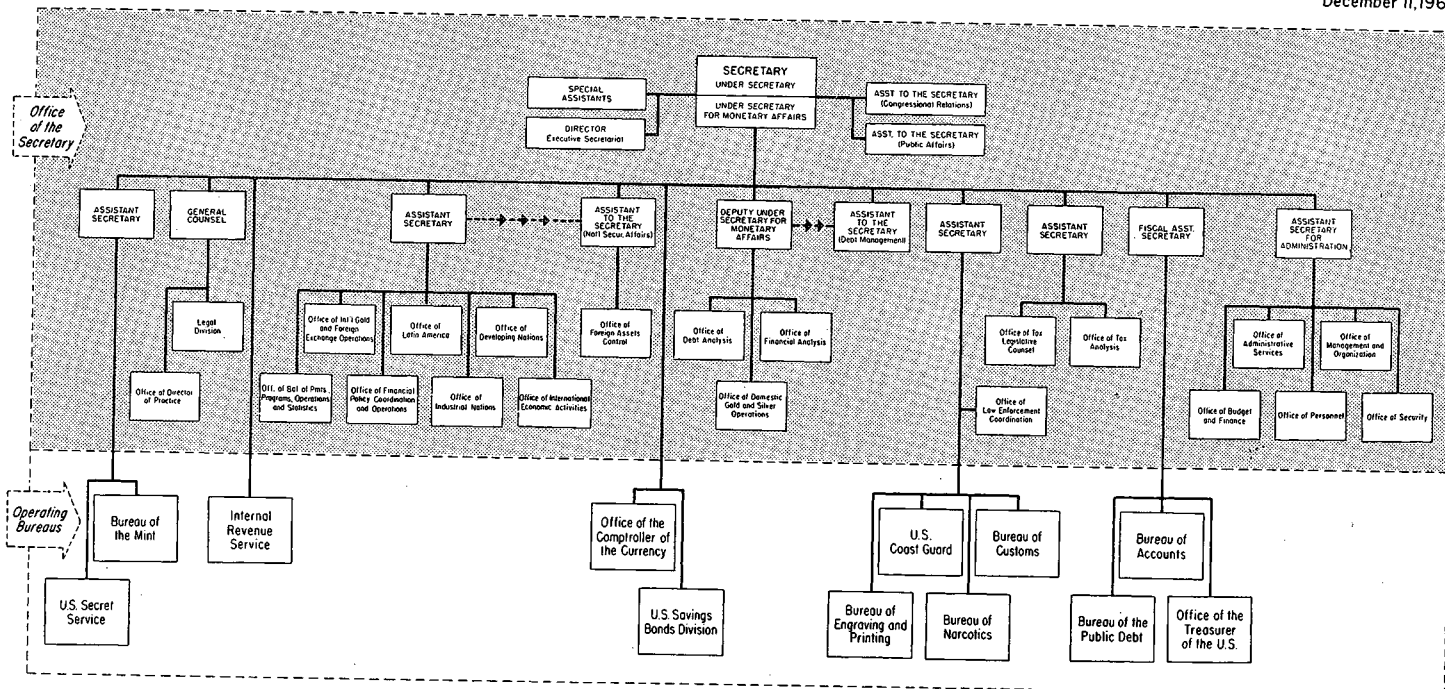 December 11, 196
Office
of the
Secretary
SECRETARY
UNDER SECRETARY
UNDER SECRETARY
FOR MONETARY AFFAIRS
SPECIAL
ASSISTANTS
DIRECTOR
Executive Secretariat
ASST TO THE SECRETARY
(Congressional Relations)
ASST. TO THE SECRETARY
(Public Affairs)
ASSISTANT
SECRETARY
GENERAL
COUNSEL
ASSISTANT
SECRETARY
ASSISTANT
TO THE
SECRETARY
(Nat'l Secur. Affairs)
DEPUTY UNDER
SECRETARY FOR
MONETARY
AFFAIRS
ASSISTANT
TO THE
SECRETARY
(Debt Management)
ASSISTANT
SECRETARY
ASSISTANT
SECRETARY
FISCAL ASST.
SECRETARY
ASSISTANT
SECRETARY
FOR
ADMINISTRATION
Legal
Division
Office of Director
of Practice
Office of Int'l Gold
and Foreign
Exchange Operations
Office of
Latin America
Office of
Developing Nations
Off. of Bal of Pmts.
Programs, Operations
and Statistics
Office of Financial
Policy Coordination
and Operations
Office of
Industrial Nations
Office of International
Economic Activities
Office of
Foreign Assets
Control
Office of
Debt Analysis
Office of
Financial Analysis
Office of Domestic
Gold and Silver
Operations
Office of
Law Enforcement
Coordination
Office of Tax
Legislative
Counsel
Office of Tax
Analysis
Office of
Administrative
Services
Office of
Management and
Organization
Office of Budget
and Finance
Office of Personnel
Office of Security
Operating
Bureaus
Bureau of
the Mint
U.S. Secret
Service
Internal
Revenue
Service
Office of the
Comptroller of
the Currency
U.S. Savings
Bonds Division
U.S.
Coast Guard
Bureau of
Customs
Bureau of
Engraving and
Printing
Bureau of
Narcotics
Bureau of
Accounts
Bureau of the
Public Debt
Office of the
Treasurer
of the U.S.